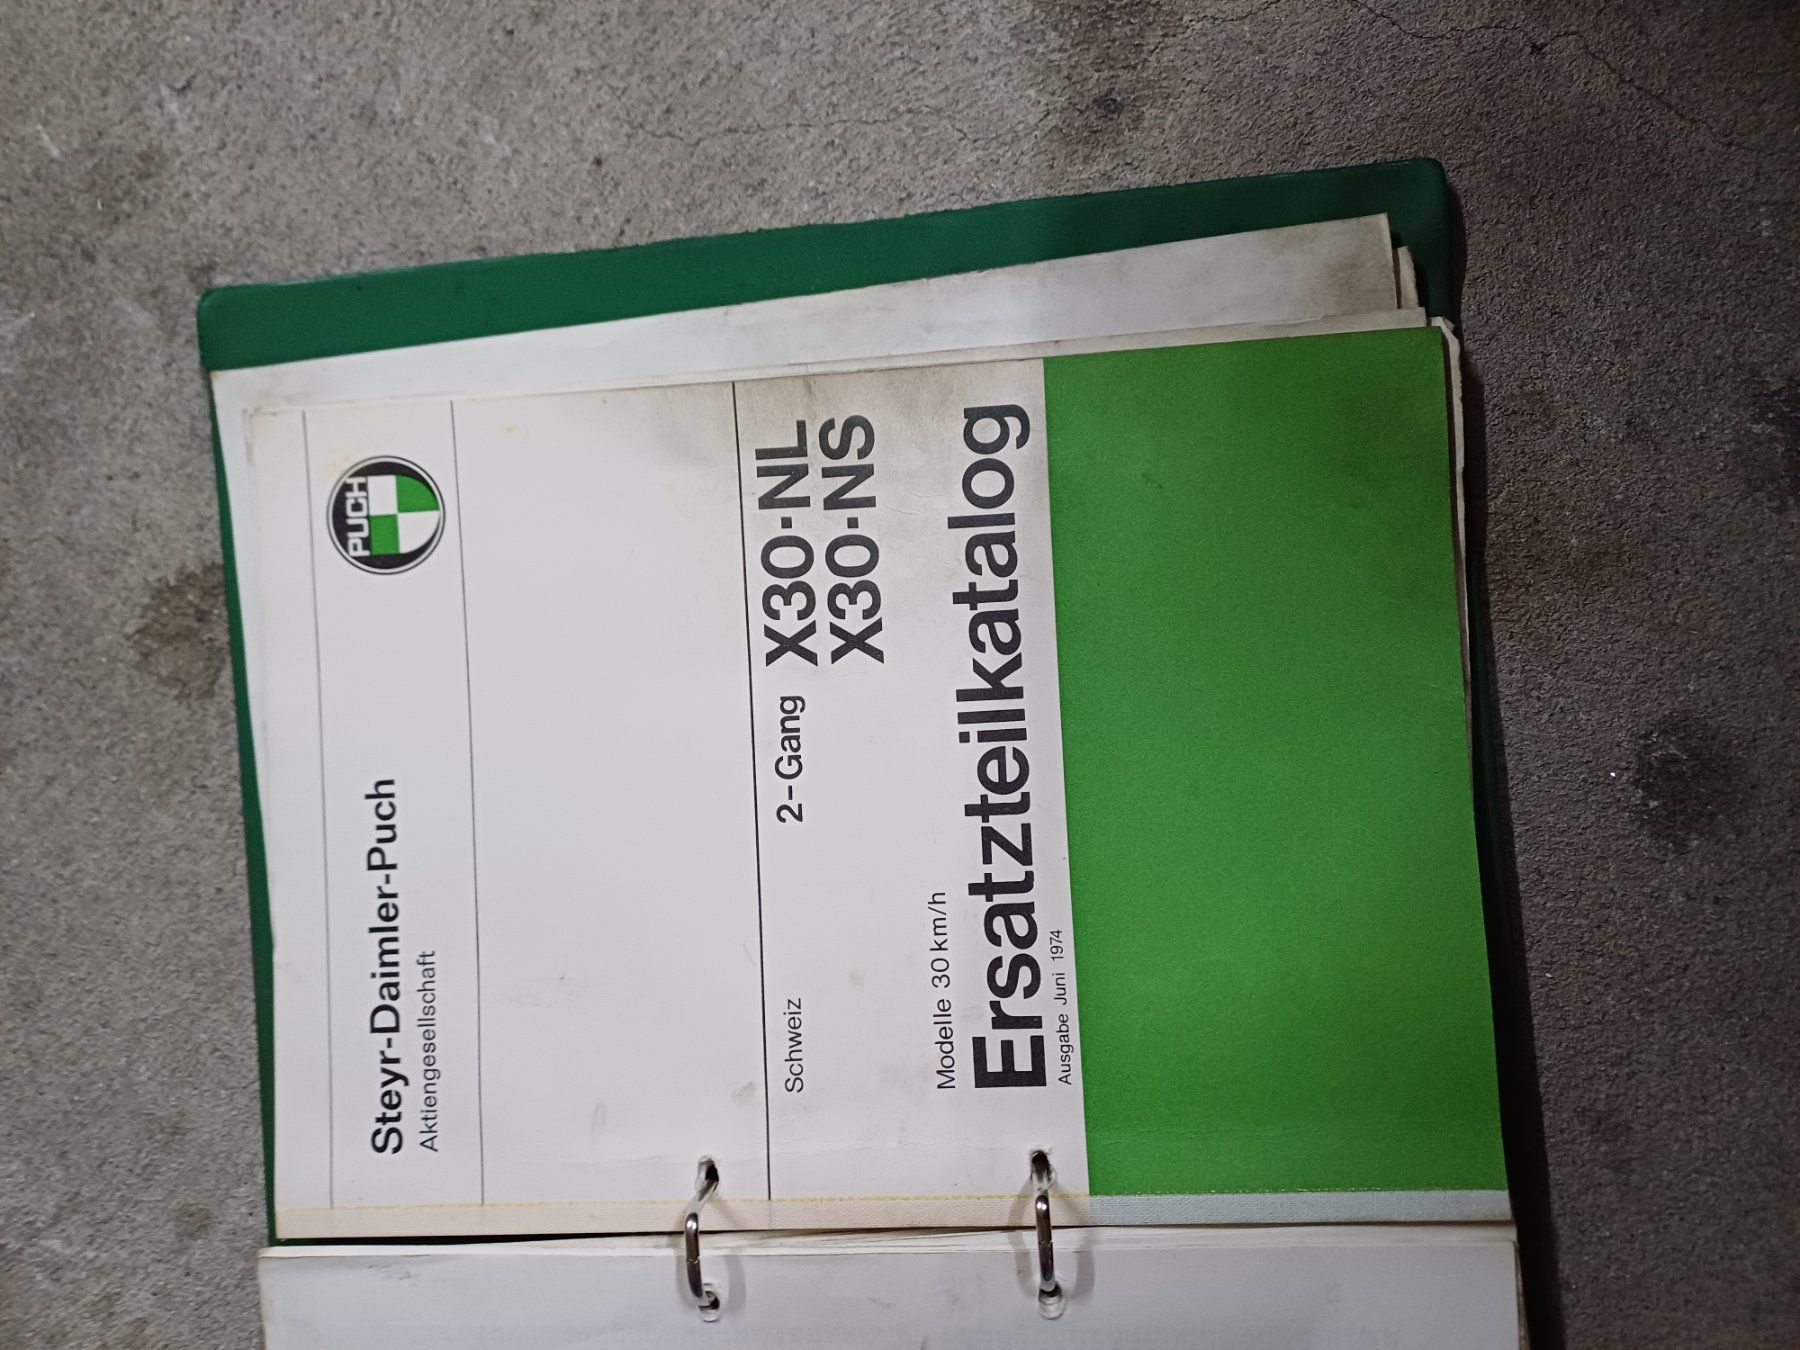 PUCH
Steyr-Daimler-Puch
Aktiengesellschaft
Schweiz 2-Gang X30·NL
X30·NS
Modelle 30 km/h
Ersatzteilkatalog
Ausgabe Juni 1974